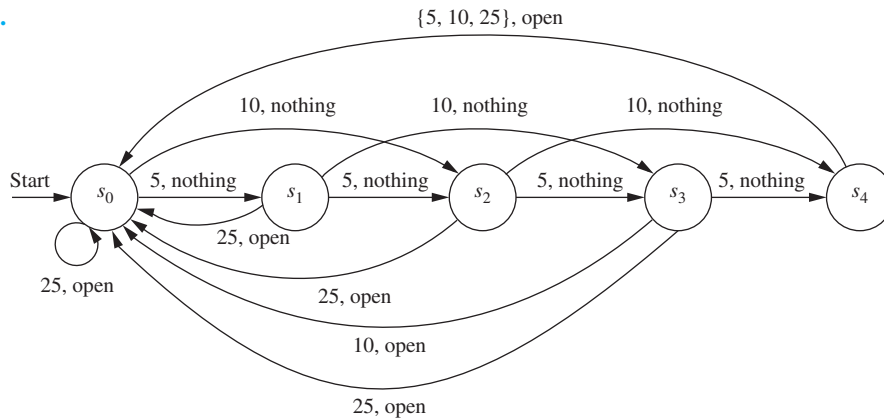 .
{5, 10, 25}, open
10, nothing
10, nothing
10, nothing
Start
s0
5, nothing
s1
5, nothing
s2
5, nothing
s3
5, nothing
s4
25, open
25, open
25, open
10, open
25, open